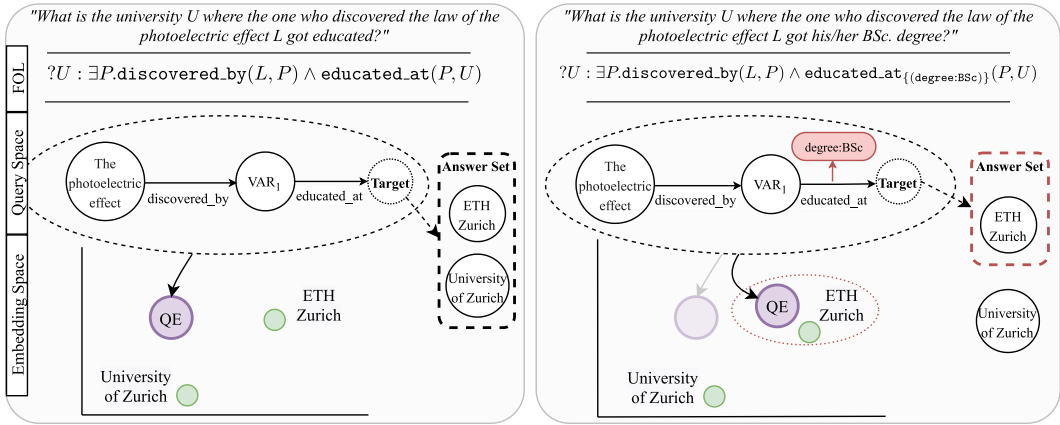 "What is the university U where the one who discovered the law of the
photoelectric effect L got educated?"
FOL
?U : ∃P.discovered_by(L, P) ∧ educated_at(P, U)
Query Space
The
photoelectric
effect
discovered_by
VAR1
educated_at
Target
Answer Set
ETH
Zurich
University
of Zurich
Embedding Space
QE
ETH
Zurich
University
of Zurich
"What is the university U where the one who discovered the law of the
photoelectric effect L got his/her BSc. degree?"
?U : ∃P.discovered_by(L, P) ∧ educated_at{(degree:BSc)}(P, U)
The
photoelectric
effect
discovered_by
VAR1
degree:BSc
educated_at
Target
Answer Set
ETH
Zurich
University
of Zurich
QE
ETH
Zurich
University
of Zurich